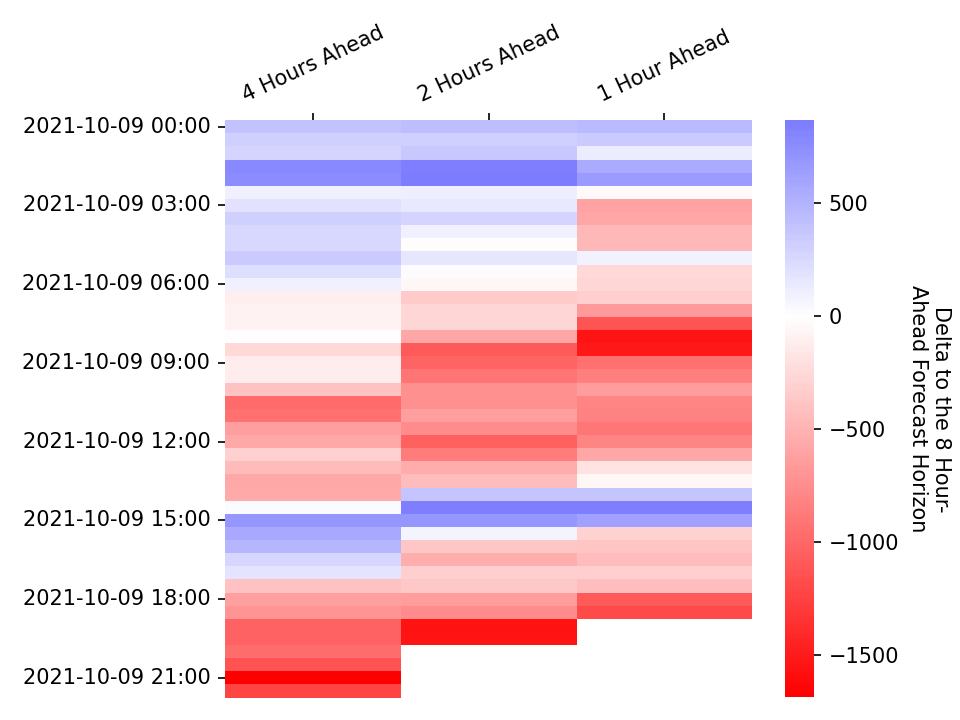 4 Hours Ahead
2 Hours Ahead
1 Hour Ahead
2021-10-09 00:00
2021-10-09 03:00
2021-10-09 06:00
2021-10-09 09:00
2021-10-09 12:00
2021-10-09 15:00
2021-10-09 18:00
2021-10-09 21:00
500
0
−500
−1000
−1500
Delta to the 8 Hour-
Ahead Forecast Horizon